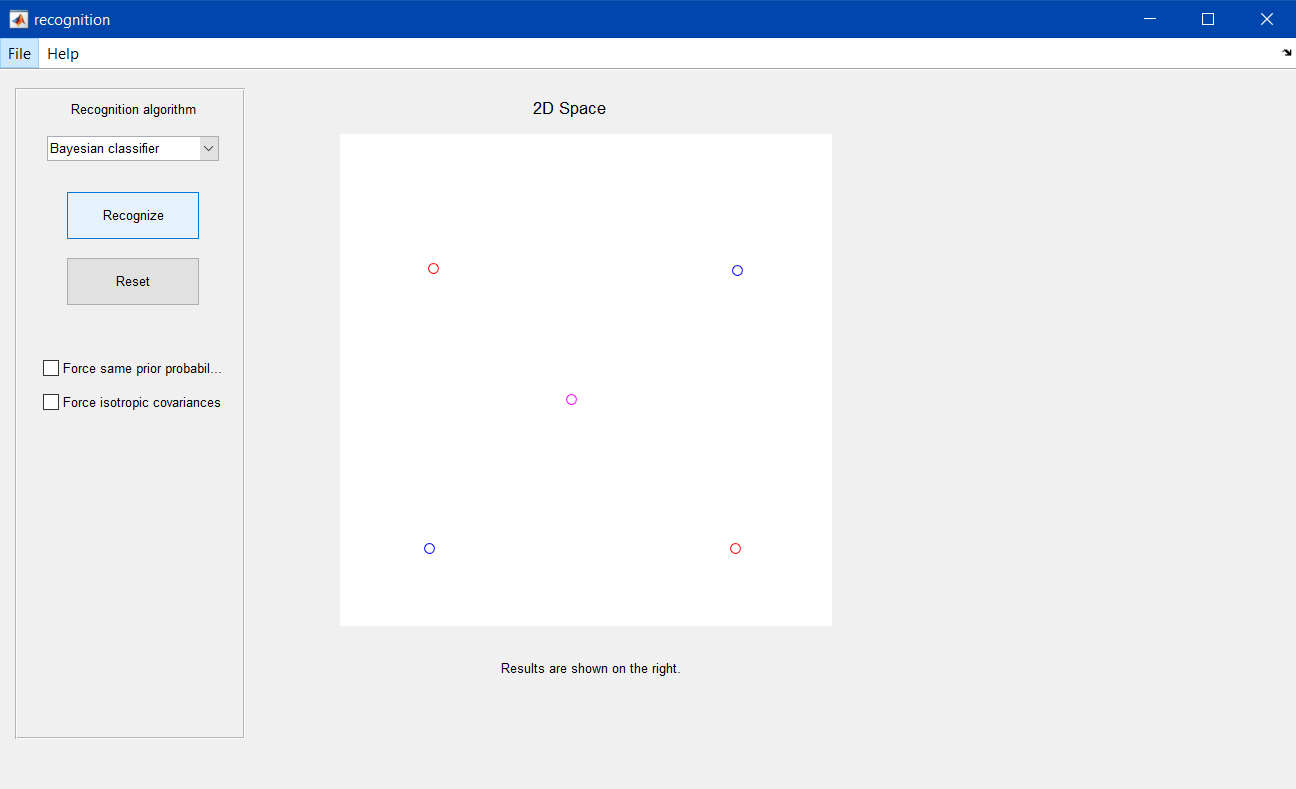 recognition
File Help
Recognition algorithm
Bayesian classifier
Recognize
Reset
Force same prior probabil...
Force isotropic covariances
2D Space
Results are shown on the right.